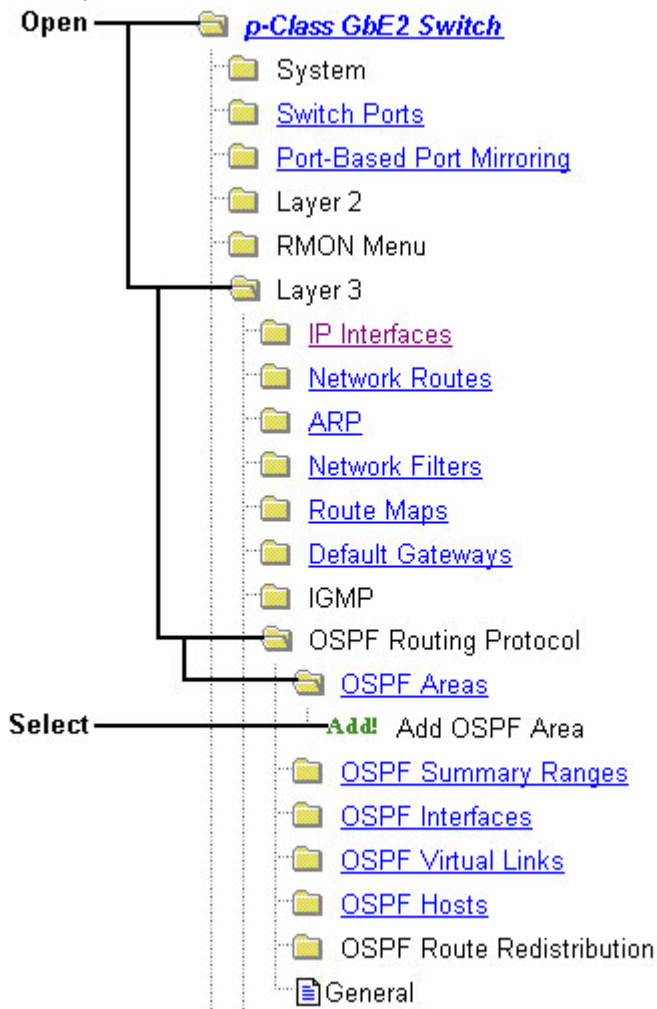 Open p-Class GbE2 Switch
System
Switch Ports
Port-Based Port Mirroring
Layer 2
RMON Menu
Layer 3
IP Interfaces
Network Routes
ARP
Network Filters
Route Maps
Default Gateways
IGMP
OSPF Routing Protocol
OSPF Areas
Select Add! Add OSPF Area
OSPF Summary Ranges
OSPF Interfaces
OSPF Virtual Links
OSPF Hosts
OSPF Route Redistribution
General